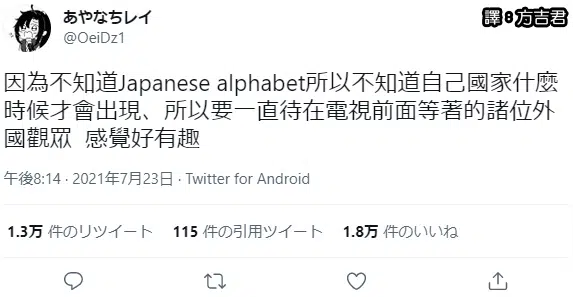 譯:方吉君
あやなちレイ
@OeiDz1
因為不知道Japanese alphabet所以不知道自己國家什麼
時候才會出現、所以要一直待在電視前面等著的諸位外
國觀眾 感覺好有趣
午後8:14 · 2021年7月23日 · Twitter for Android
1.3万 件のリツイート 115 件の引用ツイート 1.8万 件のいいね